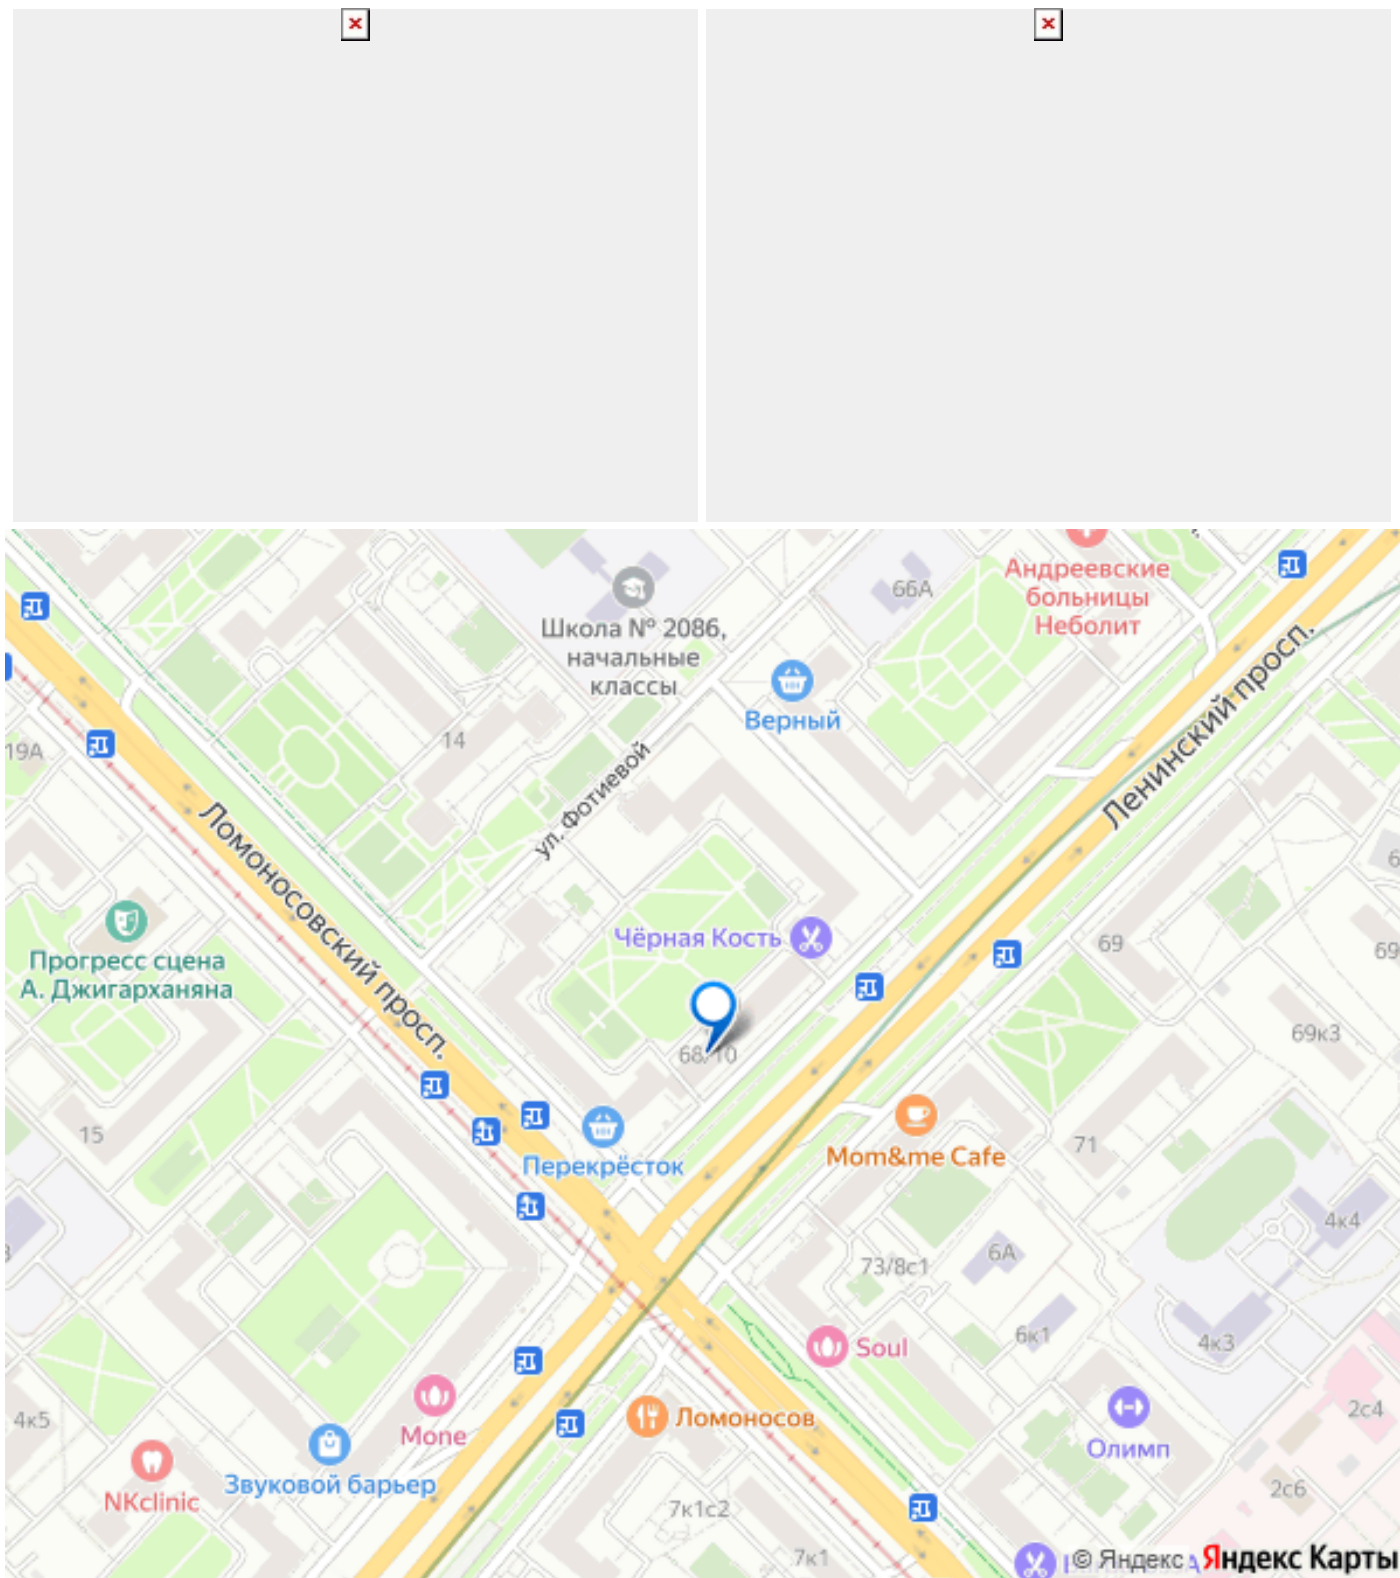 Андреевские
больницы
Неболит
66А
Школа № 2086,
начальные
классы
Верный
Ленинский просп.
19А
14
ул. Фотиевой
Ломоносовский просп.
Прогресс сцена
А. Джигарханяна
Чёрная Кость
69
69
69к3
68/10
15
Перекрёсток
Mom&me Cafe
71
4к4
73/8с1
6А
6к1
4к3
Soul
4к5
Mone
Ломоносов
2с4
Олимп
NKclinic
Звуковой барьер
7к1с2
2с6
7к1
© Яндекс Яндекс Карты